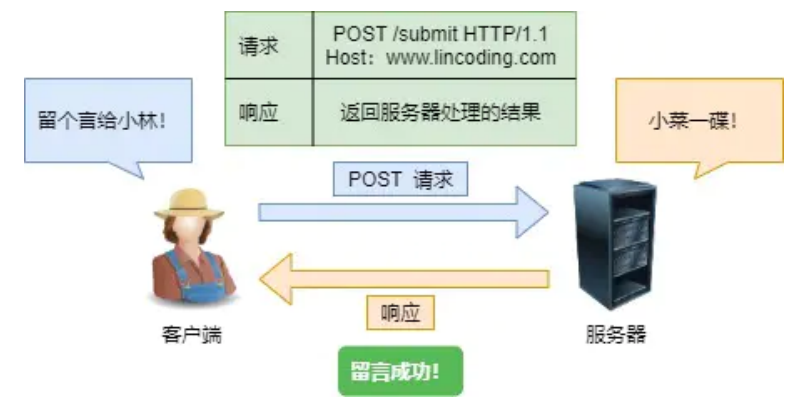 请求
POST /submit HTTP/1.1
Host：www.lincoding.com
响应
返回服务器处理的结果
留个言给小林！
小菜一碟！
POST 请求
响应
客户端
服务器
留言成功！